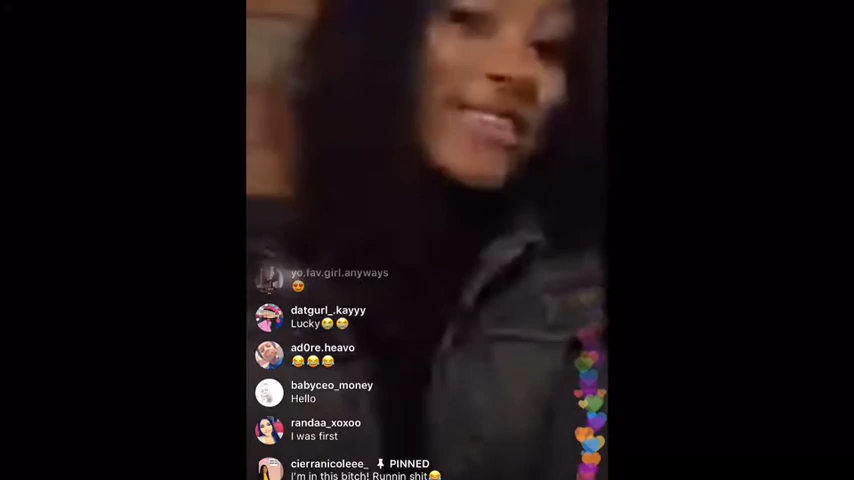 yo.fav.girl.anyways
😍
datgurl_.kayyy
Lucky😭😭
ad0re.heavo
😂😂😂
babyceo_money
Hello
randaa_xoxoo
I was first
cierranicoleee_ 📌 PINNED
I'm in this bitch! Runnin shit😂